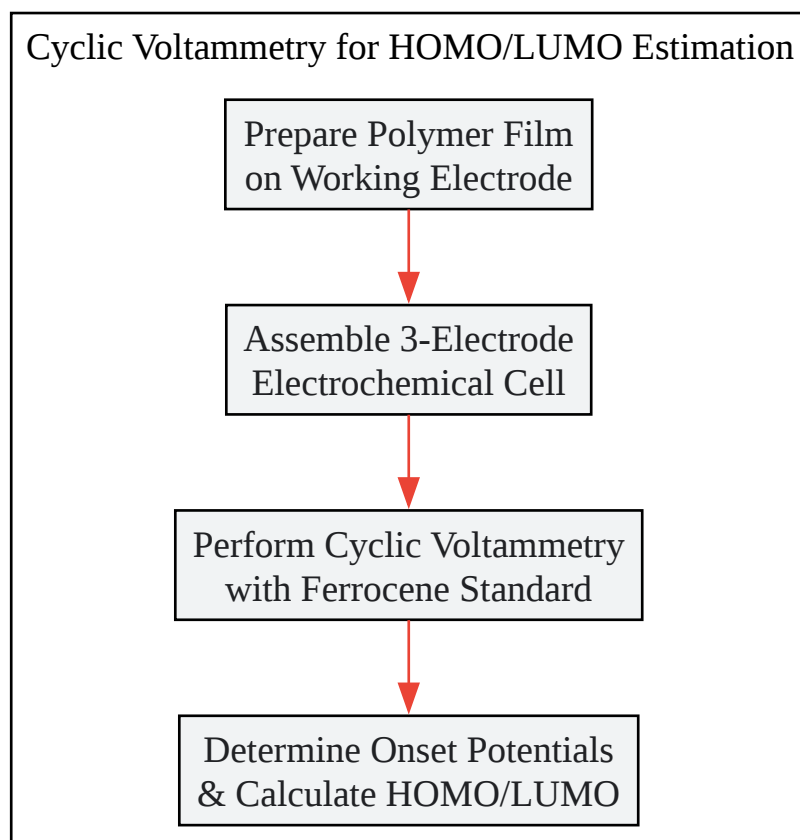 Cyclic Voltammetry for HOMO/LUMO Estimation
Prepare Polymer Film
on Working Electrode
Assemble 3-Electrode
Electrochemical Cell
Perform Cyclic Voltammetry
with Ferrocene Standard
Determine Onset Potentials
& Calculate HOMO/LUMO